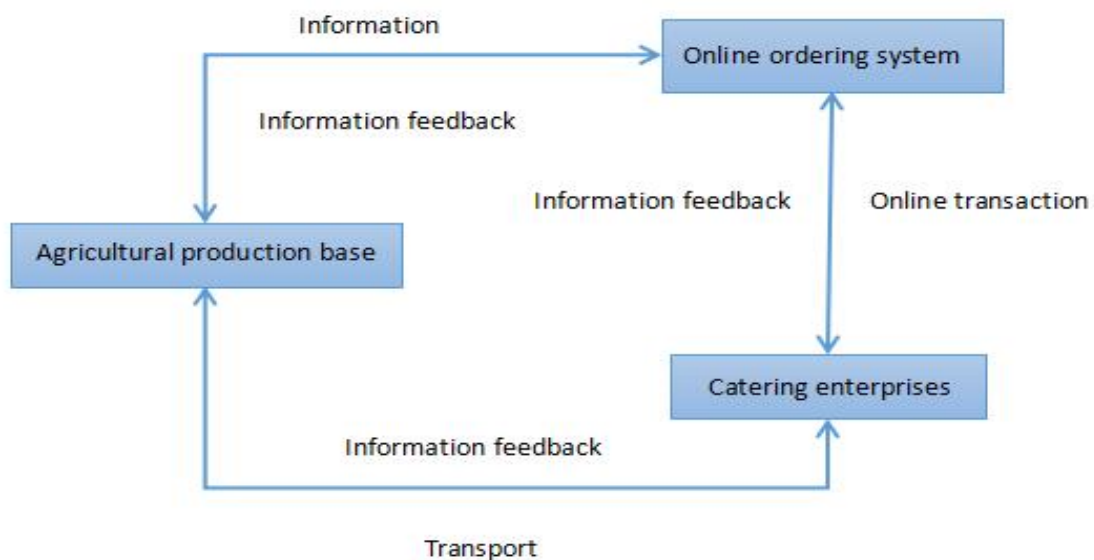 Information
Online ordering system
Information feedback
Information feedback
Online transaction
Agricultural production base
Catering enterprises
Information feedback
Transport